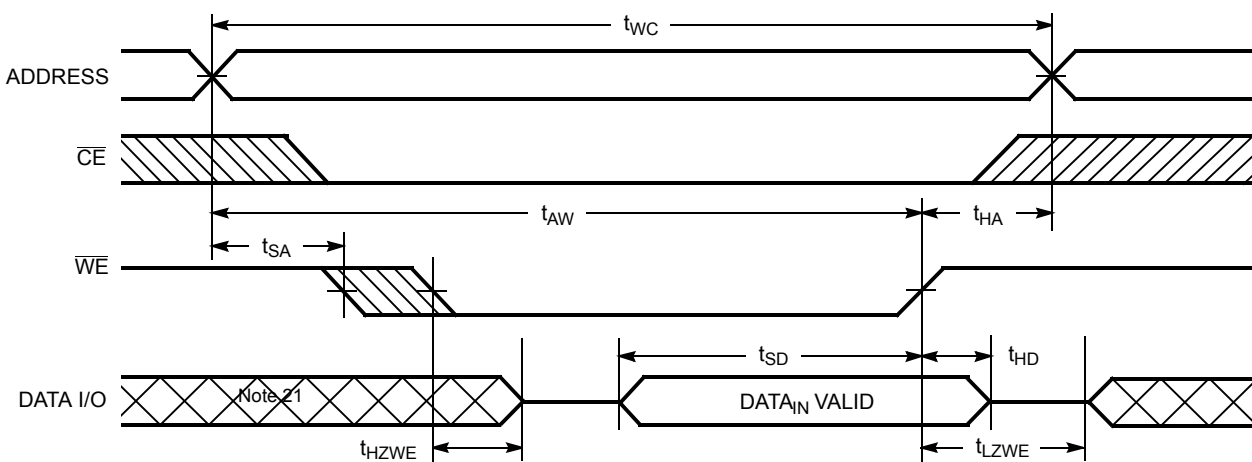 tWC
ADDRESS
CE
tAW
tHA
tSA
WE
tSD
tHD
DATA I/O
Note 21
DATAIN VALID
tHZWE
tLZWE